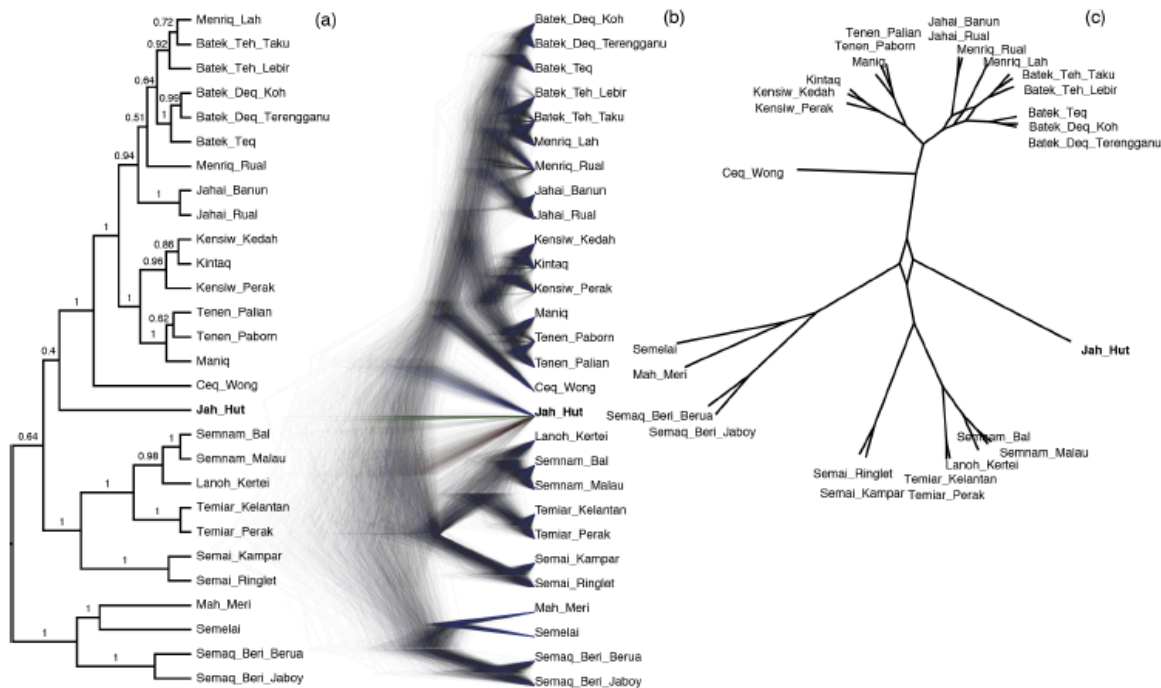 (a)
Menriq_Lah
Batek_Teh_Taku
Batek_Teh_Lebir
Batek_Deq_Koh
Batek_Deq_Terengganu
Batek_Teq
Menriq_Rual
Jahai_Banun
Jahai_Rual
Kensiw_Kedah
Kintaq
Kensiw_Perak
Tenen_Palian
Tenen_Paborn
Maniq
Ceq_Wong
Jah_Hut
Semnam_Bal
Semnam_Malau
Lanoh_Kertei
Temiar_Kelantan
Temiar_Perak
Semai_Kampar
Semai_Ringlet
Mah_Meri
Semelai
Semaq_Beri_Berua
Semaq_Beri_Jaboy
0.72
0.92
0.64
0.99
1
0.51
0.94
1
1
0.86
0.96
1
0.62
1
0.4
0.64
1
0.98
1
1
1
1
1
1
(b)
Batek_Deq_Koh
Batek_Deq_Terengganu
Batek_Teq
Batek_Teh_Lebir
Batek_Teh_Taku
Menriq_Lah
Menriq_Rual
Jahai_Banun
Jahai_Rual
Kensiw_Kedah
Kintaq
Kensiw_Perak
Maniq
Tenen_Paborn
Tenen_Palian
Ceq_Wong
Jah_Hut
Lanoh_Kertei
Semnam_Bal
Semnam_Malau
Temiar_Kelantan
Temiar_Perak
Semai_Kampar
Semai_Ringlet
Mah_Meri
Semelai
Semaq_Beri_Berua
Semaq_Beri_Jaboy
(c)
Jahai_Banun
Tenen_Palian
Jahai_Rual
Tenen_Paborn
Menriq_Rual
Maniq
Menriq_Lah
Kintaq
Batek_Teh_Taku
Kensiw_Kedah
Batek_Teh_Lebir
Kensiw_Perak
Batek_Teq
Batek_Deq_Koh
Batek_Deq_Terengganu
Ceq_Wong
Semelai
Jah_Hut
Mah_Meri
Semaq_Beri_Berua
Semaq_Beri_Jaboy
Semnam_Bal
Semnam_Malau
Lanoh_Kertei
Semai_Ringlet
Temiar_Kelantan
Semai_Kampar
Temiar_Perak